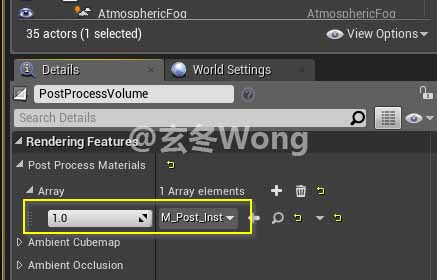 AtmosphericFog AtmosphericFog
35 actors (1 selected) View Options
Details World Settings
PostProcessVolume
Search Details
Rendering Features
@玄冬Wong
Post Process Materials
Array 1 Array elements
1.0 M_Post_Inst
Ambient Cubemap
Ambient Occlusion